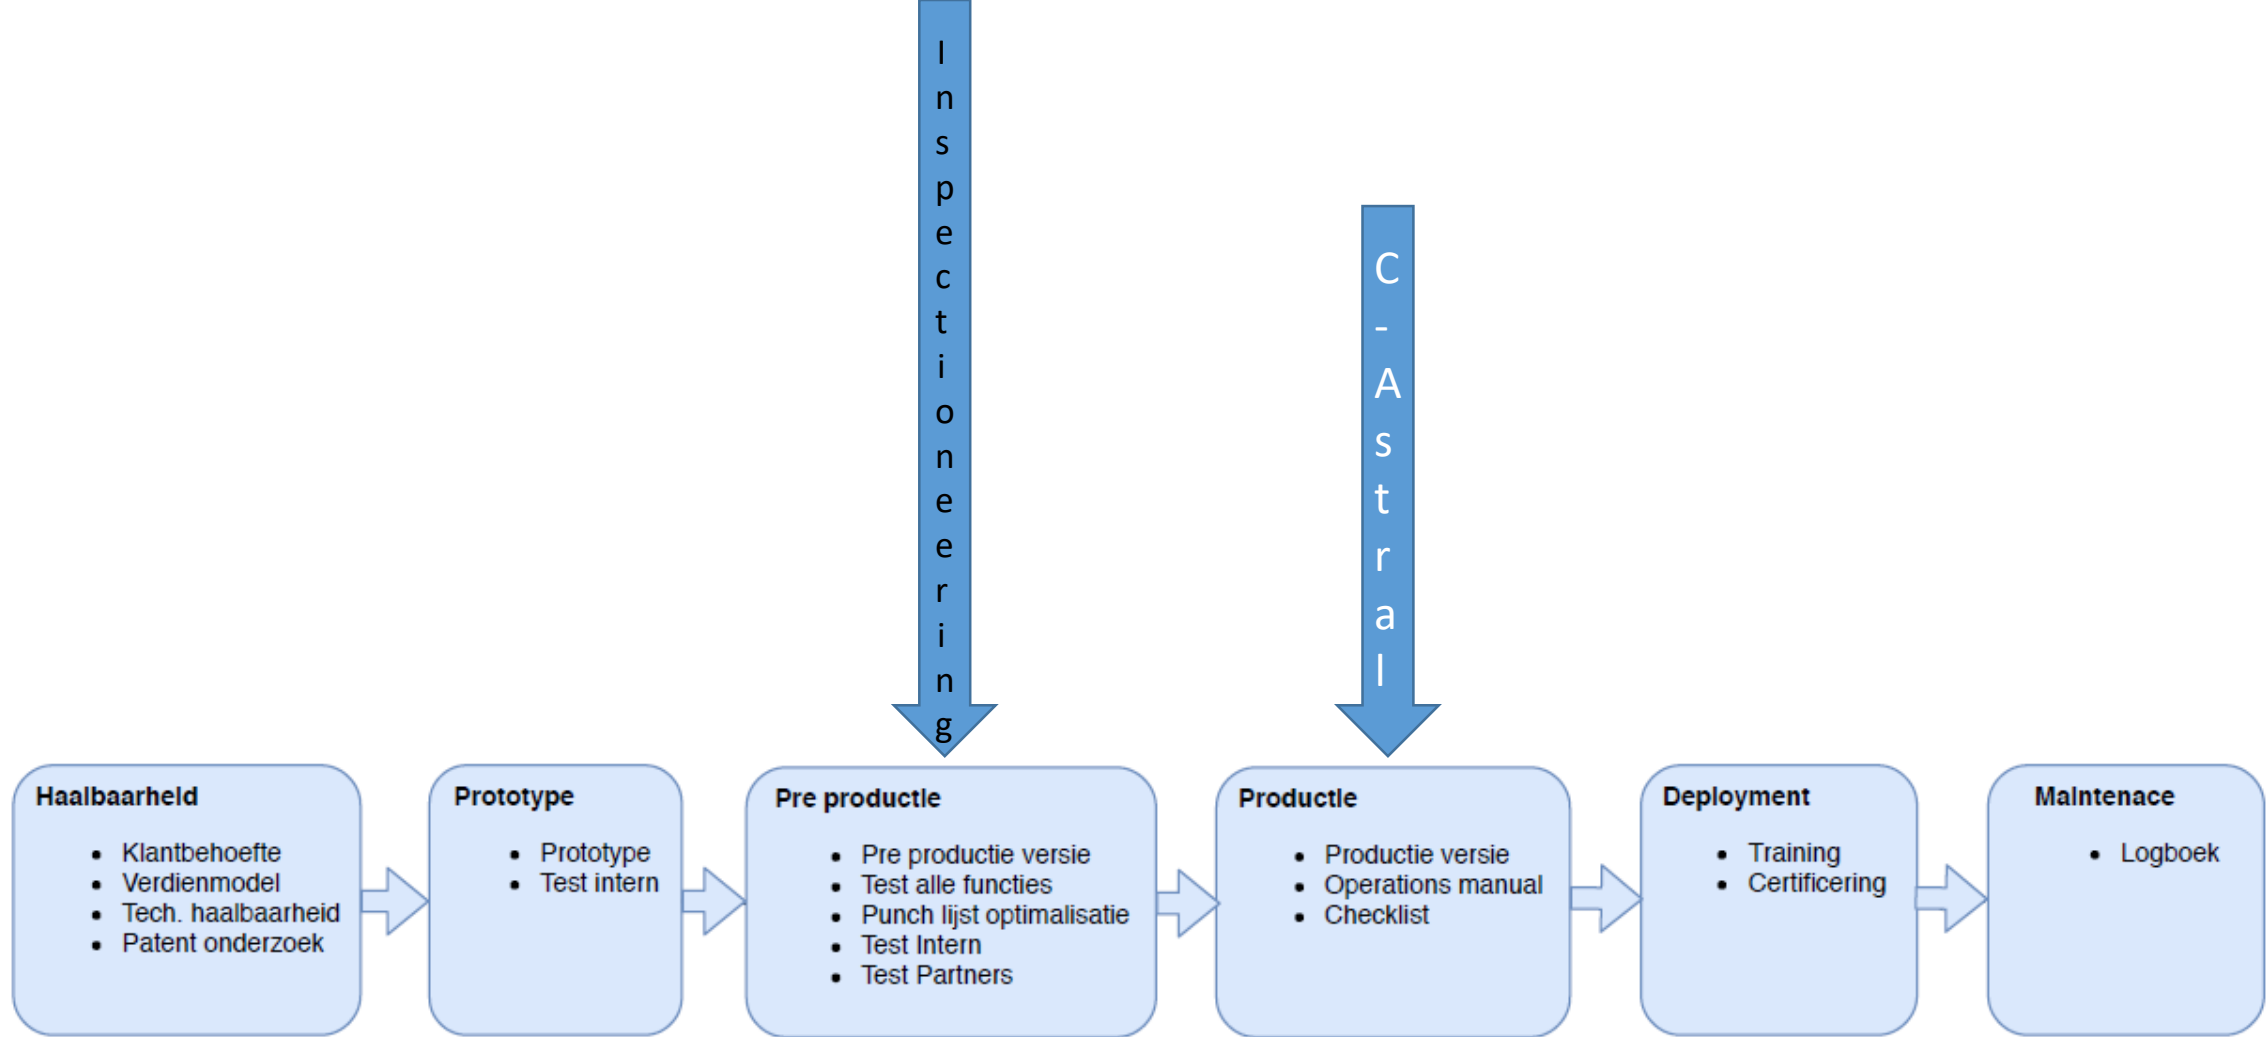 Inspectioneering
C-Astral
Haalbaarheid
Klantbehoefte
Verdienmodel
Tech. haalbaarheid
Patent onderzoek
Prototype
Prototype
Test intern
Pre productie
Pre productie versie
Test alle functies
Punch lijst optimalisatie
Test Intern
Test Partners
Productie
Productie versie
Operations manual
Checklist
Deployment
Training
Certificering
Maintenace
Logboek